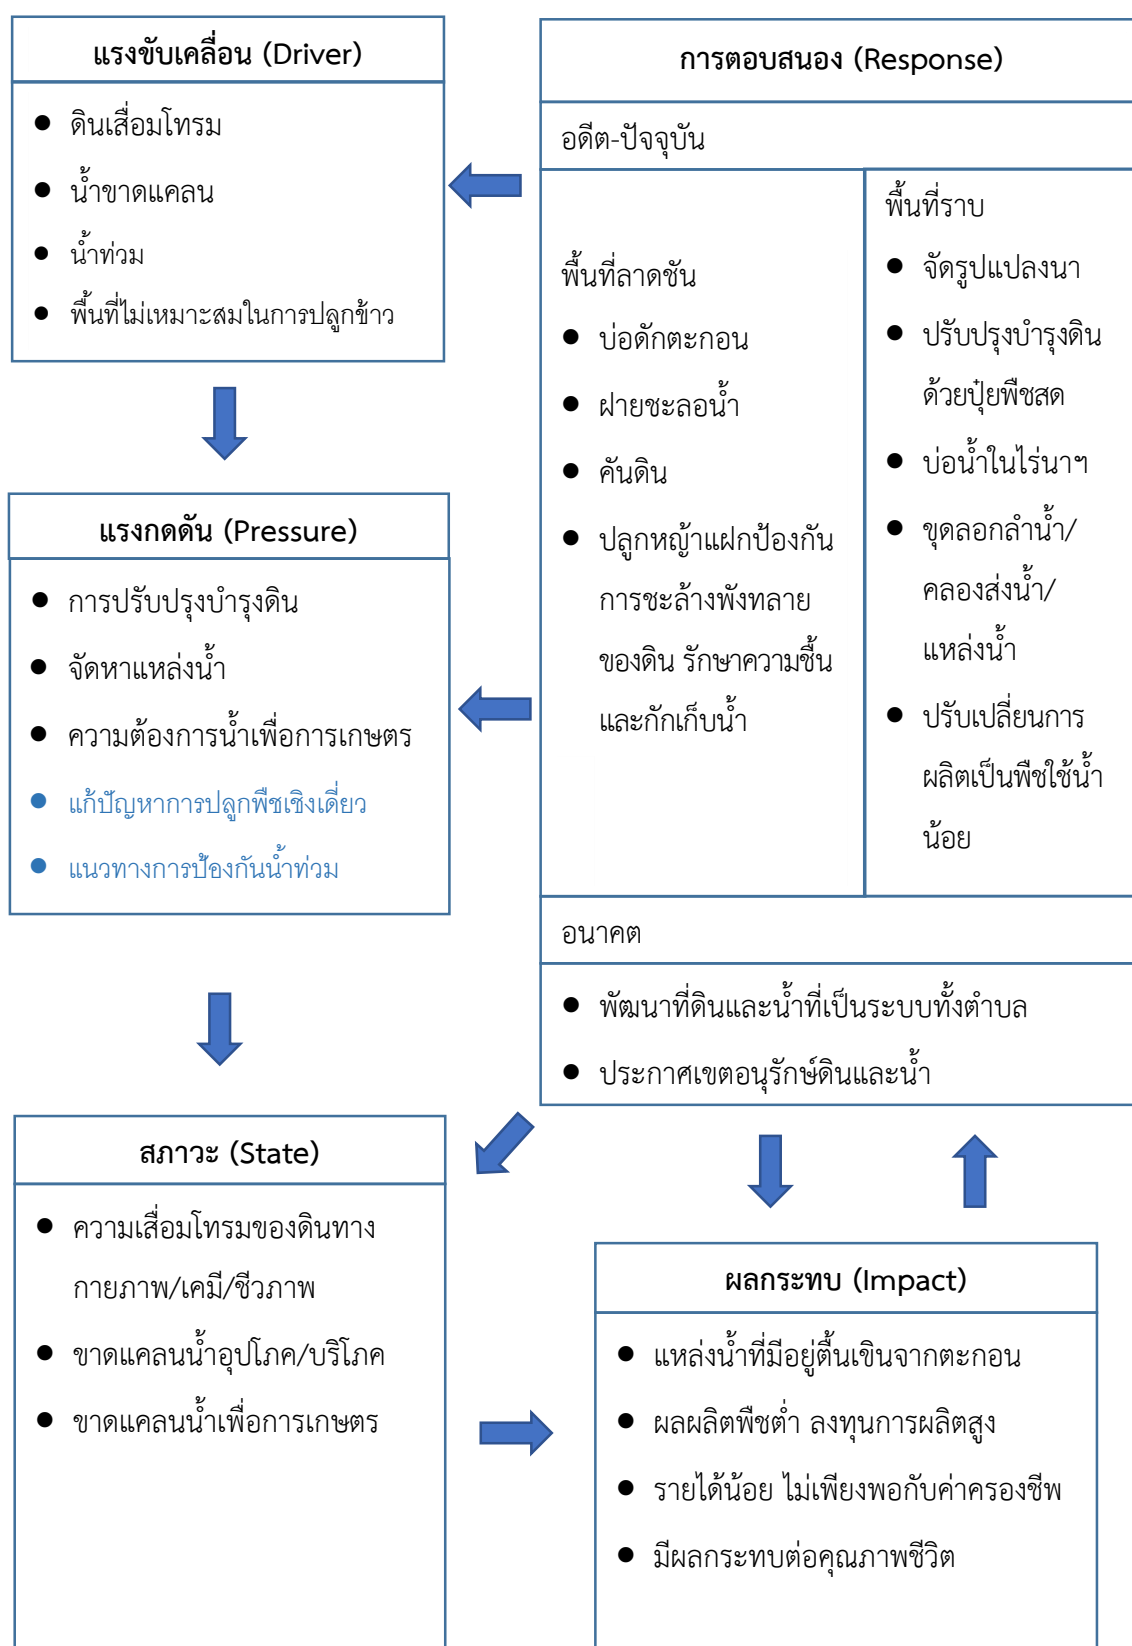 แรงขับเคลื่อน (Driver)
ดินเสื่อมโทรม
น้ำขาดแคลน
น้ำท่วม
พื้นที่ไม่เหมาะสมในการปลูกข้าว
แรงกดดัน (Pressure)
การปรับปรุงบำรุงดิน
จัดหาแหล่งน้ำ
ความต้องการน้ำเพื่อการเกษตร
แก้ปัญหาการปลูกพืชเชิงเดี่ยว
แนวทางการป้องกันน้ำท่วม
สภาวะ (State)
ความเสื่อมโทรมของดินทาง
กายภาพ/เคมี/ชีวภาพ
ขาดแคลนน้ำอุปโภค/บริโภค
ขาดแคลนน้ำเพื่อการเกษตร
การตอบสนอง (Response)
อดีต-ปัจจุบัน
พื้นที่ลาดชัน
บ่อดักตะกอน
ฝายชะลอน้ำ
คันดิน
ปลูกหญ้าแฝกป้องกัน
การชะล้างพังทลาย
ของดิน รักษาความชื้น
และกักเก็บน้ำ
พื้นที่ราบ
จัดรูปแปลงนา
ปรับปรุงบำรุงดิน
ด้วยปุ๋ยพืชสด
บ่อน้ำในไร่นาฯ
ขุดลอกลำน้ำ/
คลองส่งน้ำ/
แหล่งน้ำ
ปรับเปลี่ยนการ
ผลิตเป็นพืชใช้น้ำ
น้อย
อนาคต
พัฒนาที่ดินและน้ำที่เป็นระบบทั้งตำบล
ประกาศเขตอนุรักษ์ดินและน้ำ
ผลกระทบ (Impact)
แหล่งน้ำที่มีอยู่ตื้นเขินจากตะกอน
ผลผลิตพืชต่ำ ลงทุนการผลิตสูง
รายได้น้อย ไม่เพียงพอกับค่าครองชีพ
มีผลกระทบต่อคุณภาพชีวิต